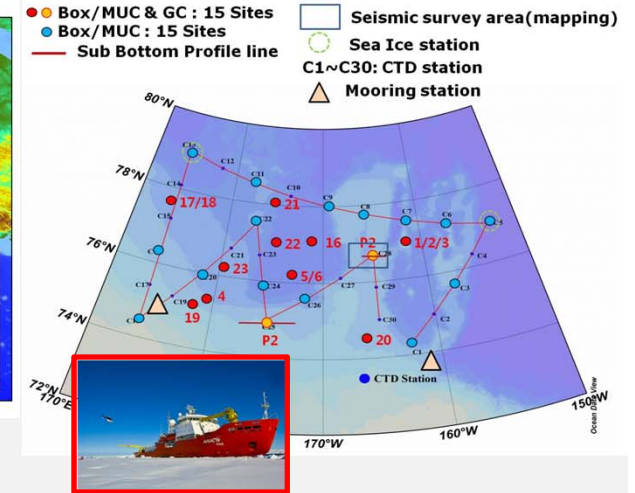 Box/MUC & GC : 15 Sites
Box/MUC : 15 Sites
Sub Bottom Profile line
Seismic survey area(mapping)
Sea Ice station
C1~C30: CTD station
Mooring station
80°N
78°N
76°N
74°N
72°N
170°E
170°W
160°W
150°W
C12
C11
C10
C9
C8
C7
C6
C14
17/18
C15
21
C22
C4
22
16
P2
1/2/3
C28
C21
C23
23
5/6
C3
C20
C17
C24
C27
C29
C19
4
C26
C2
19
C25
C30
P2
20
C1
CTD Station
Ocean Data View
ARAON